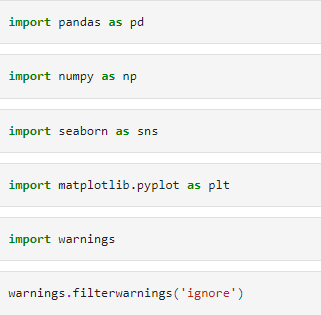 import pandas as pd
import numpy as np
import seaborn as sns
import matplotlib.pyplot as plt
import warnings
warnings.filterwarnings('ignore')